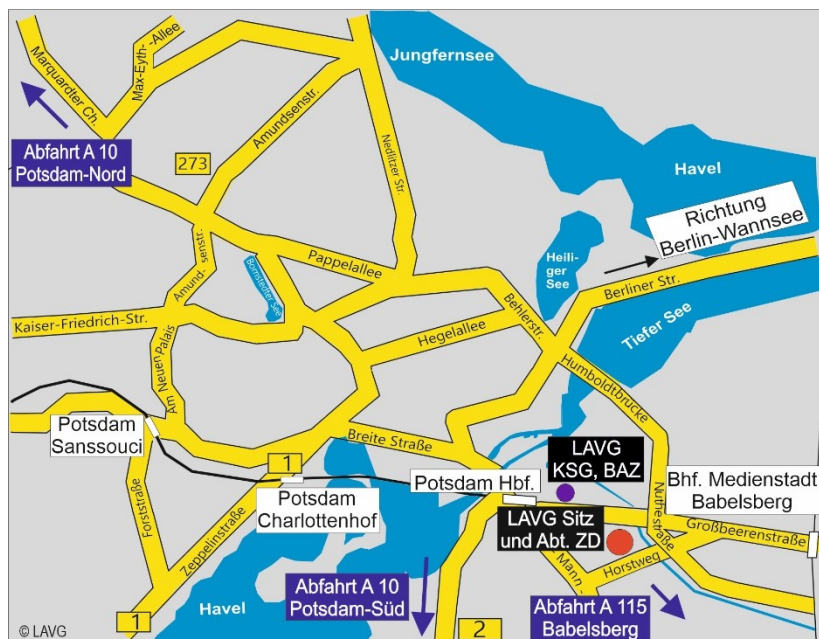 Jungfernsee
Max-Eyth-Allee
Marquardter Ch.
Abfahrt A 10
Potsdam-Nord
273
Amundsenstr.
Nedlitzer Str.
Havel
Richtung
Berlin-Wannsee
Heili-
ger
See
Berliner Str.
Tiefer See
Pappelallee
Bornstedter See
Amund-
senstr.
Kaiser-Friedrich-Str.
Hegelallee
Behlerstr.
Humboldtbrücke
Am Neuen
Palais
Potsdam
Sanssouci
Breite Straße
1
Potsdam
Charlottenhof
Potsdam Hbf.
LAVG
KSG, BAZ
Bhf. Medienstadt
Babelsberg
LAVG Sitz
und Abt. ZD
Nuthestraße
Großbeerenstraße
Forststraße
Zeppelinstraße
Mann-
Horstweg
Abfahrt A 10
Potsdam-Süd
Abfahrt A 115
Babelsberg
Havel
1
2
© LAVG